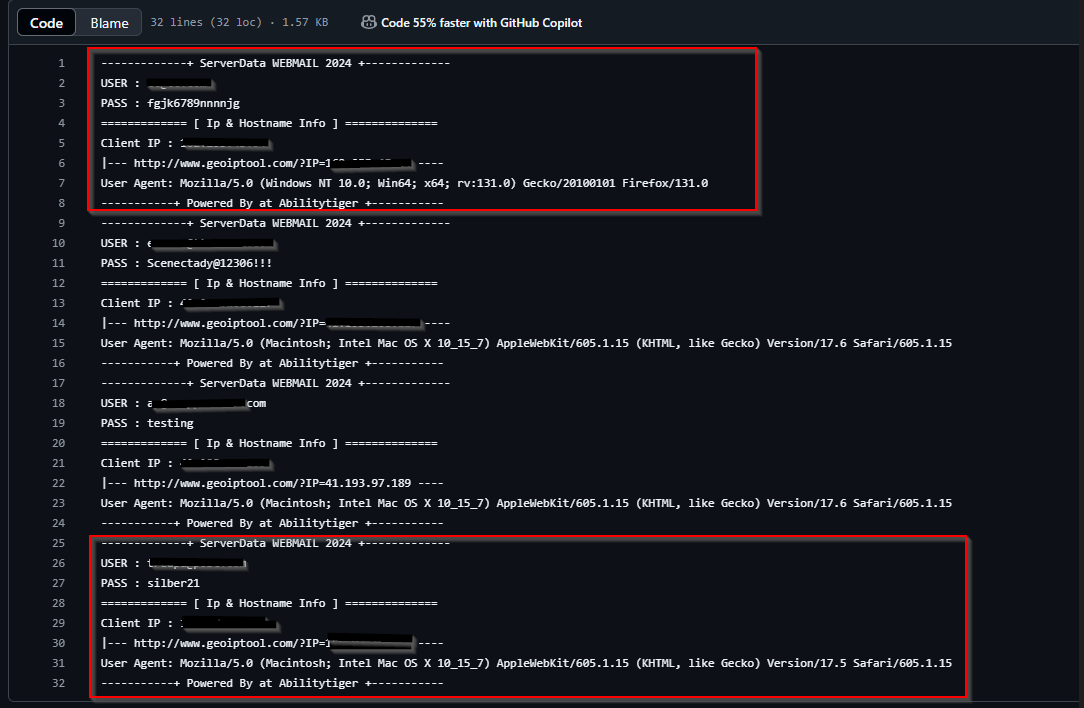 Code Blame 32 lines (32 loc) · 1.57 KB Code 55% faster with GitHub Copilot
1 -------------+ ServerData WEBMAIL 2024 +-------------
2 USER :
3 PASS : fgjk6789nnnnjg
4 ============= [ Ip & Hostname Info ] ==============
5 Client IP :
6 |--- http://www.geoiptool.com/?IP=1 ----
7 User Agent: Mozilla/5.0 (Windows NT 10.0; Win64; x64; rv:131.0) Gecko/20100101 Firefox/131.0
8 -----------+ Powered By at Abilitytiger +-----------
9 -------------+ ServerData WEBMAIL 2024 +-------------
10 USER : e
11 PASS : Scenectady@12306!!!
12 ============= [ Ip & Hostname Info ] ==============
13 Client IP : 4
14 |--- http://www.geoiptool.com/?IP= ----
15 User Agent: Mozilla/5.0 (Macintosh; Intel Mac OS X 10_15_7) AppleWebKit/605.1.15 (KHTML, like Gecko) Version/17.6 Safari/605.1.15
16 -----------+ Powered By at Abilitytiger +-----------
17 -------------+ ServerData WEBMAIL 2024 +-------------
18 USER : a com
19 PASS : testing
20 ============= [ Ip & Hostname Info ] ==============
21 Client IP :
22 |--- http://www.geoiptool.com/?IP=41.193.97.189 ----
23 User Agent: Mozilla/5.0 (Macintosh; Intel Mac OS X 10_15_7) AppleWebKit/605.1.15 (KHTML, like Gecko) Version/17.6 Safari/605.1.15
24 -----------+ Powered By at Abilitytiger +-----------
25 -------------+ ServerData WEBMAIL 2024 +-------------
26 USER :
27 PASS : silber21
28 ============= [ Ip & Hostname Info ] ==============
29 Client IP :
30 |--- http://www.geoiptool.com/?IP=1 ----
31 User Agent: Mozilla/5.0 (Macintosh; Intel Mac OS X 10_15_7) AppleWebKit/605.1.15 (KHTML, like Gecko) Version/17.5 Safari/605.1.15
32 -----------+ Powered By at Abilitytiger +-----------